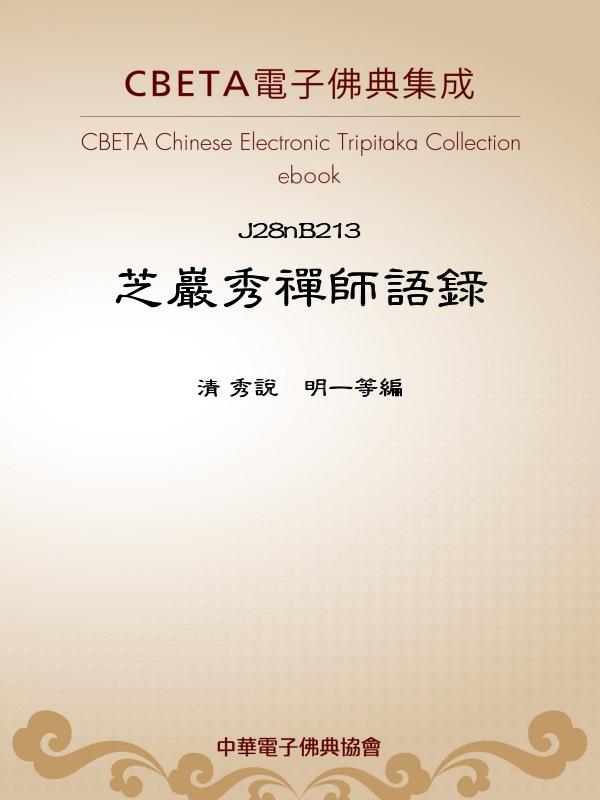 CBETA電子佛典集成
CBETA Chinese Electronic Tripitaka Collection
ebook
J28nB213
芝巖秀禪師語錄
清 秀說　明一等編
中華電子佛典協會